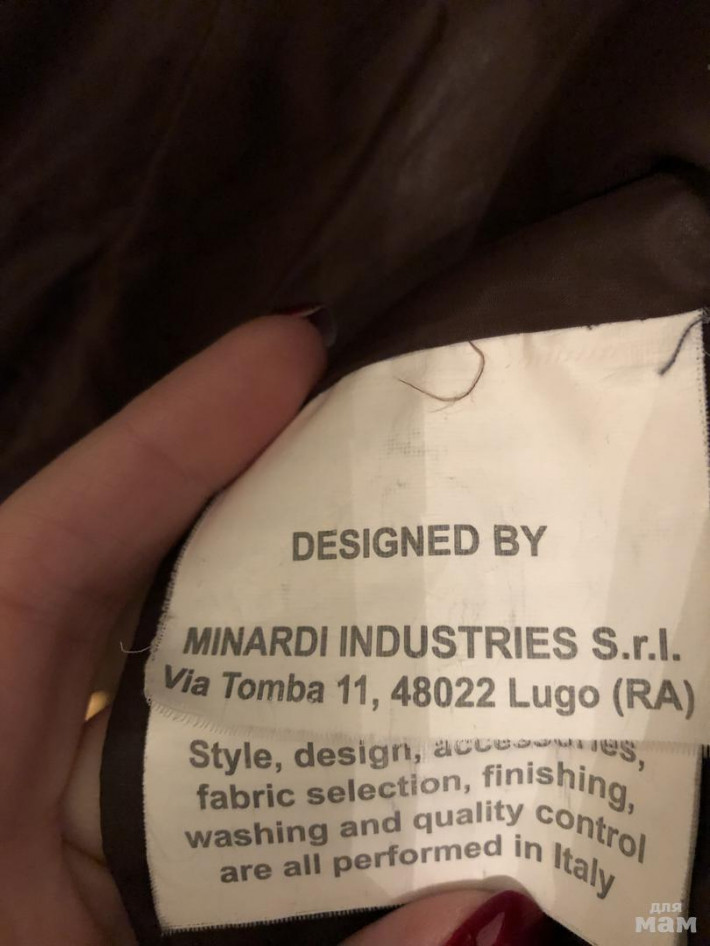 DESIGNED BY
MINARDI INDUSTRIES S.r.l.
Via Tomba 11, 48022 Lugo (RA)
Style, design, accessories,
fabric selection, finishing,
washing and quality control
are all performed in Italy
для
мам